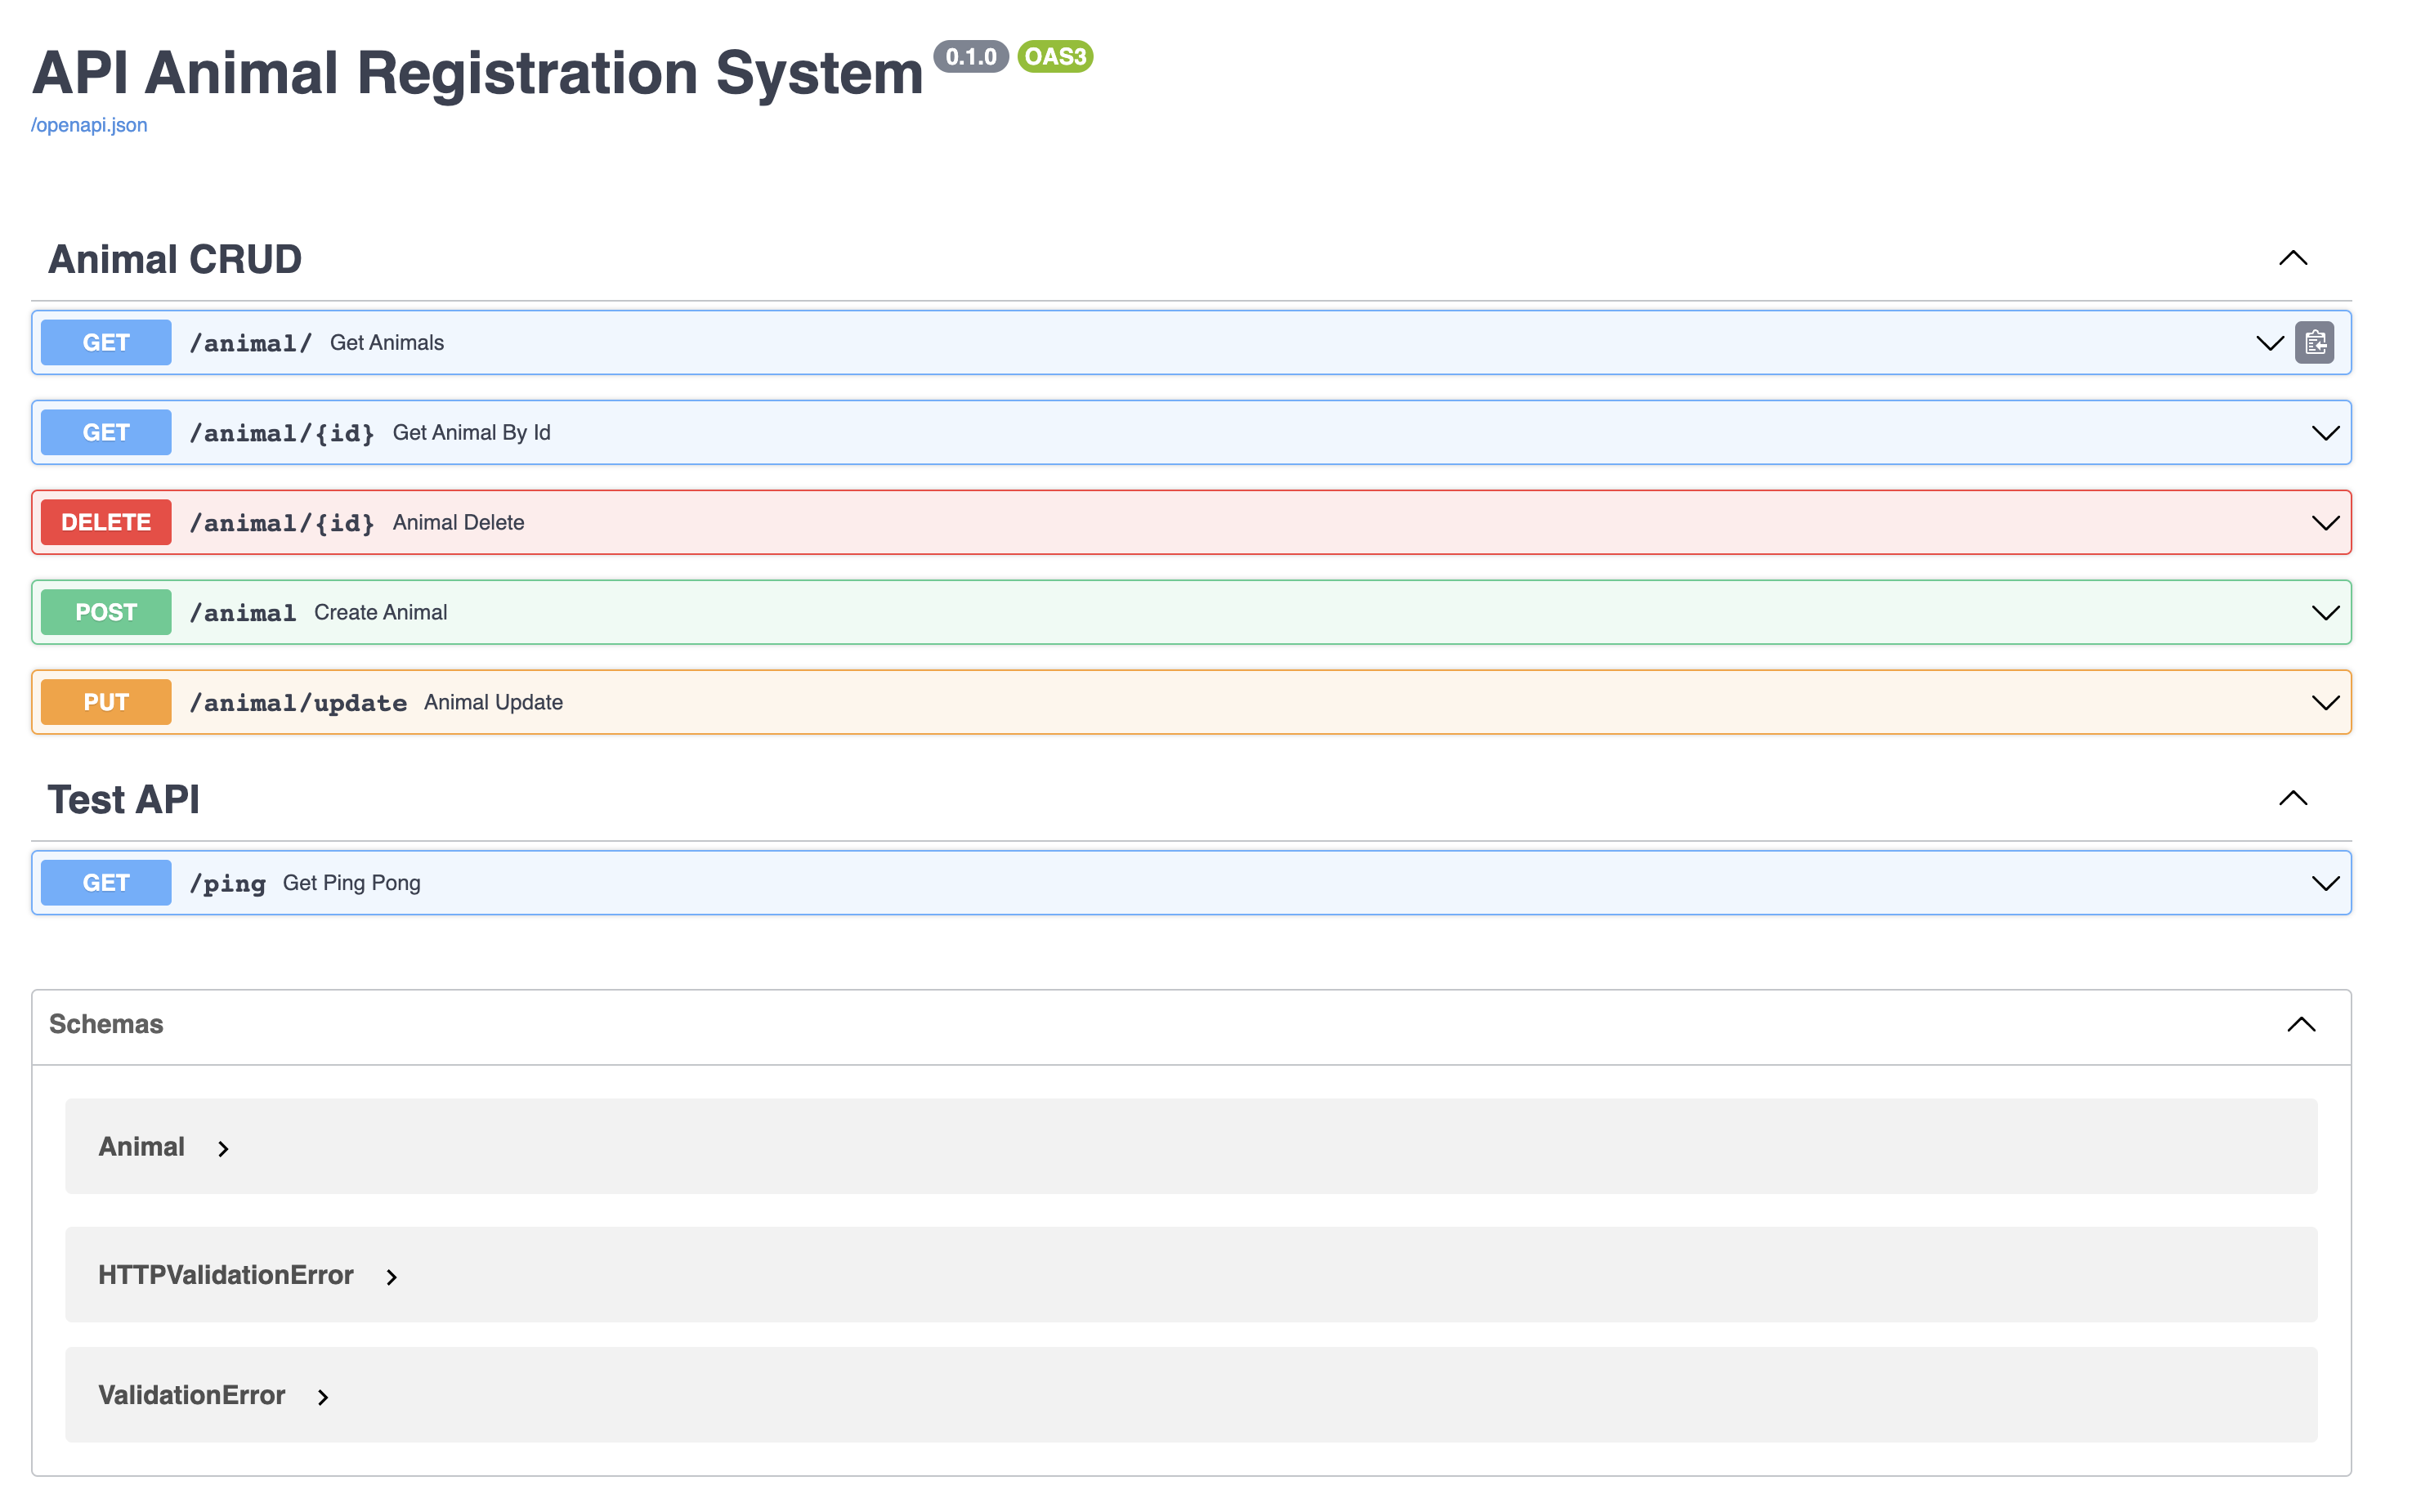 API Animal Registration System 0.1.0 OAS3
/openapi.json
Animal CRUD
GET /animal/ Get Animals
GET /animal/{id} Get Animal By Id
DELETE /animal/{id} Animal Delete
POST /animal Create Animal
PUT /animal/update Animal Update
Test API
GET /ping Get Ping Pong
Schemas
Animal
HTTPValidationError
ValidationError